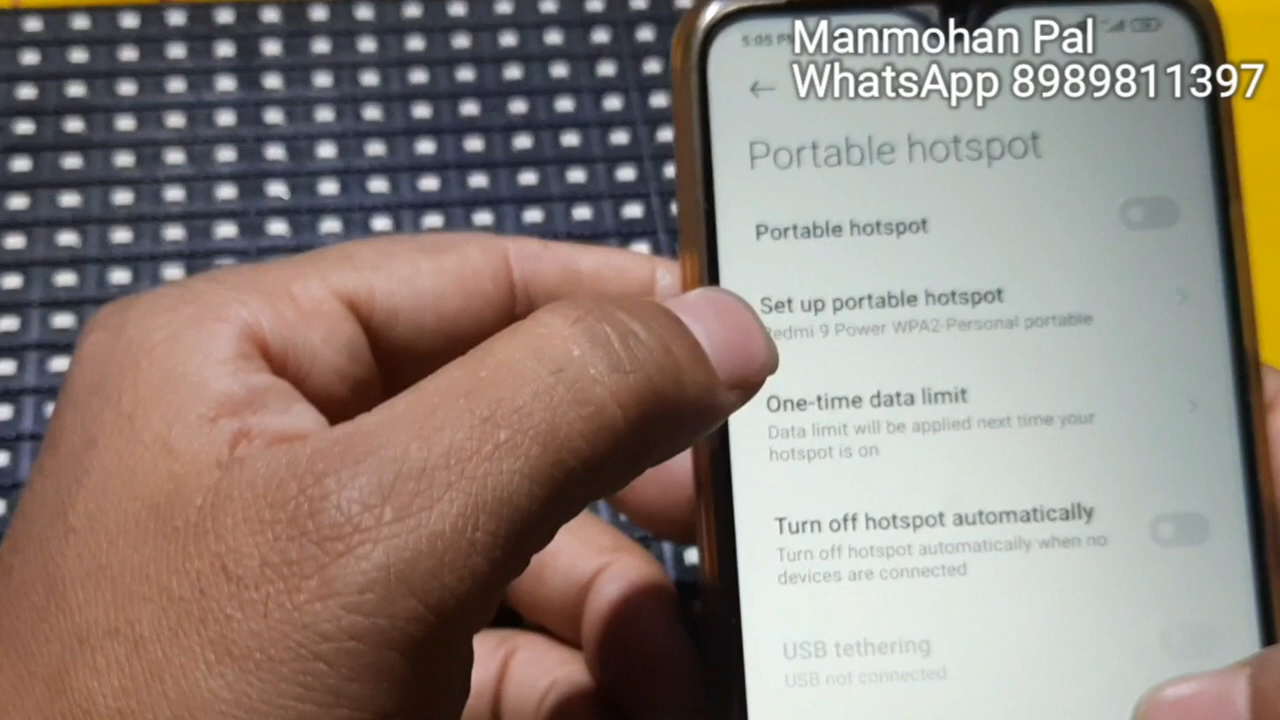 Manmohan Pal
WhatsApp 8989811397
5:05
Portable hotspot
Portable hotspot
Set up portable hotspot
Redmi 9 Power WPA2-Personal portable
One-time data limit
Data limit will be applied next time your
hotspot is on
Turn off hotspot automatically
Turn off hotspot automatically when no
devices are connected
USB tethering
USB not connected